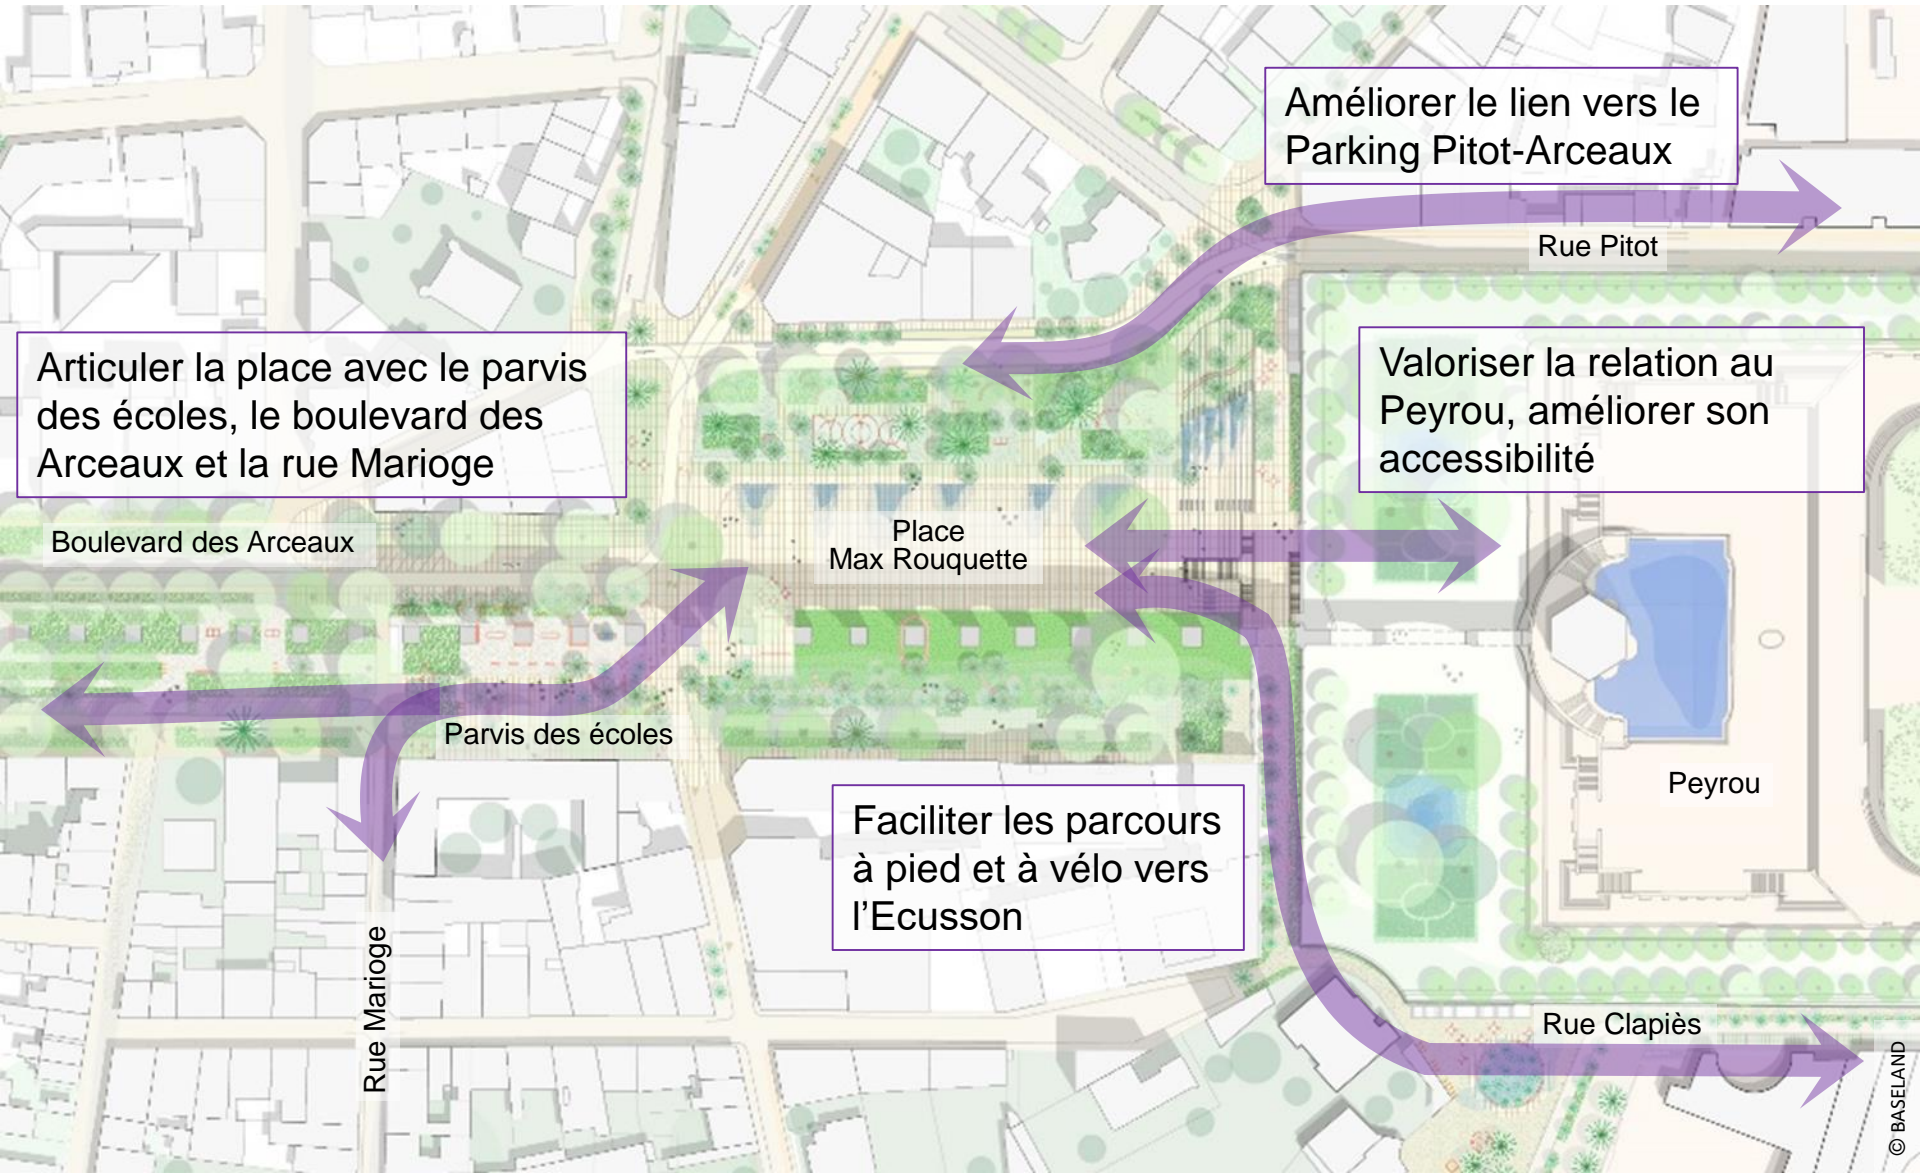 Améliorer le lien vers le
Parking Pitot-Arceaux
Rue Pitot
Articuler la place avec le parvis
des écoles, le boulevard des
Arceaux et la rue Marioge
Valoriser la relation au
Peyrou, améliorer son
accessibilité
Boulevard des Arceaux
Place
Max Rouquette
Parvis des écoles
Peyrou
Faciliter les parcours
à pied et à vélo vers
l’Ecusson
Rue Marioge
Rue Clapiès
© BASELAND